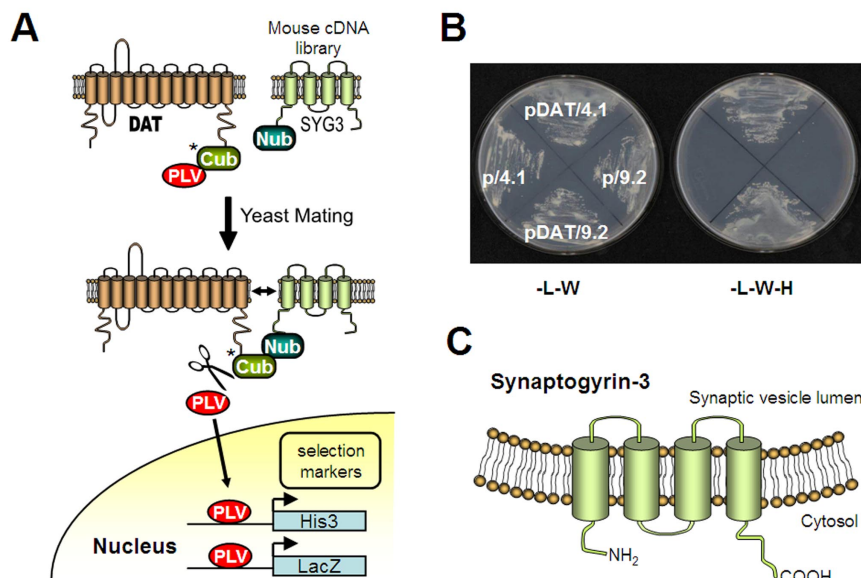 A
Mouse cDNA
library
DAT
SYG3
Nub
*
Cub
PLV
Yeast Mating
Nub
*
Cub
PLV
selection
markers
PLV
His3
Nucleus
PLV
LacZ
B
pDAT/4.1
p/4.1
p/9.2
pDAT/9.2
-L-W
-L-W-H
C
Synaptogyrin-3
Synaptic vesicle lumen
Cytosol
NH2
COOH